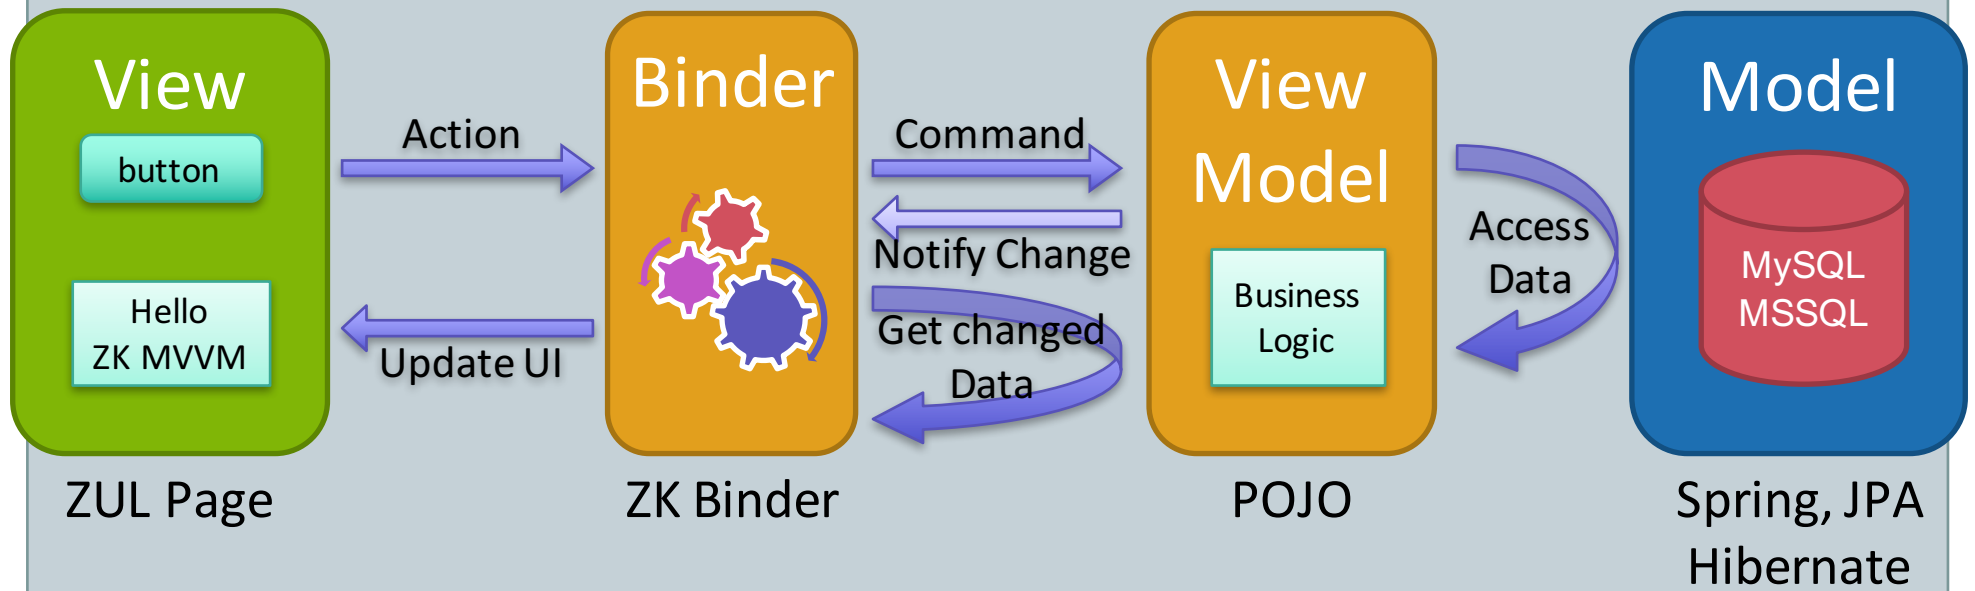 View
button
Hello
ZK MVVM
ZUL Page
Action
Update UI
Binder
ZK Binder
Command
Notify Change
Get changed
Data
View
Model
Business
Logic
POJO
Access
Data
Model
MySQL
MSSQL
Spring, JPA
Hibernate